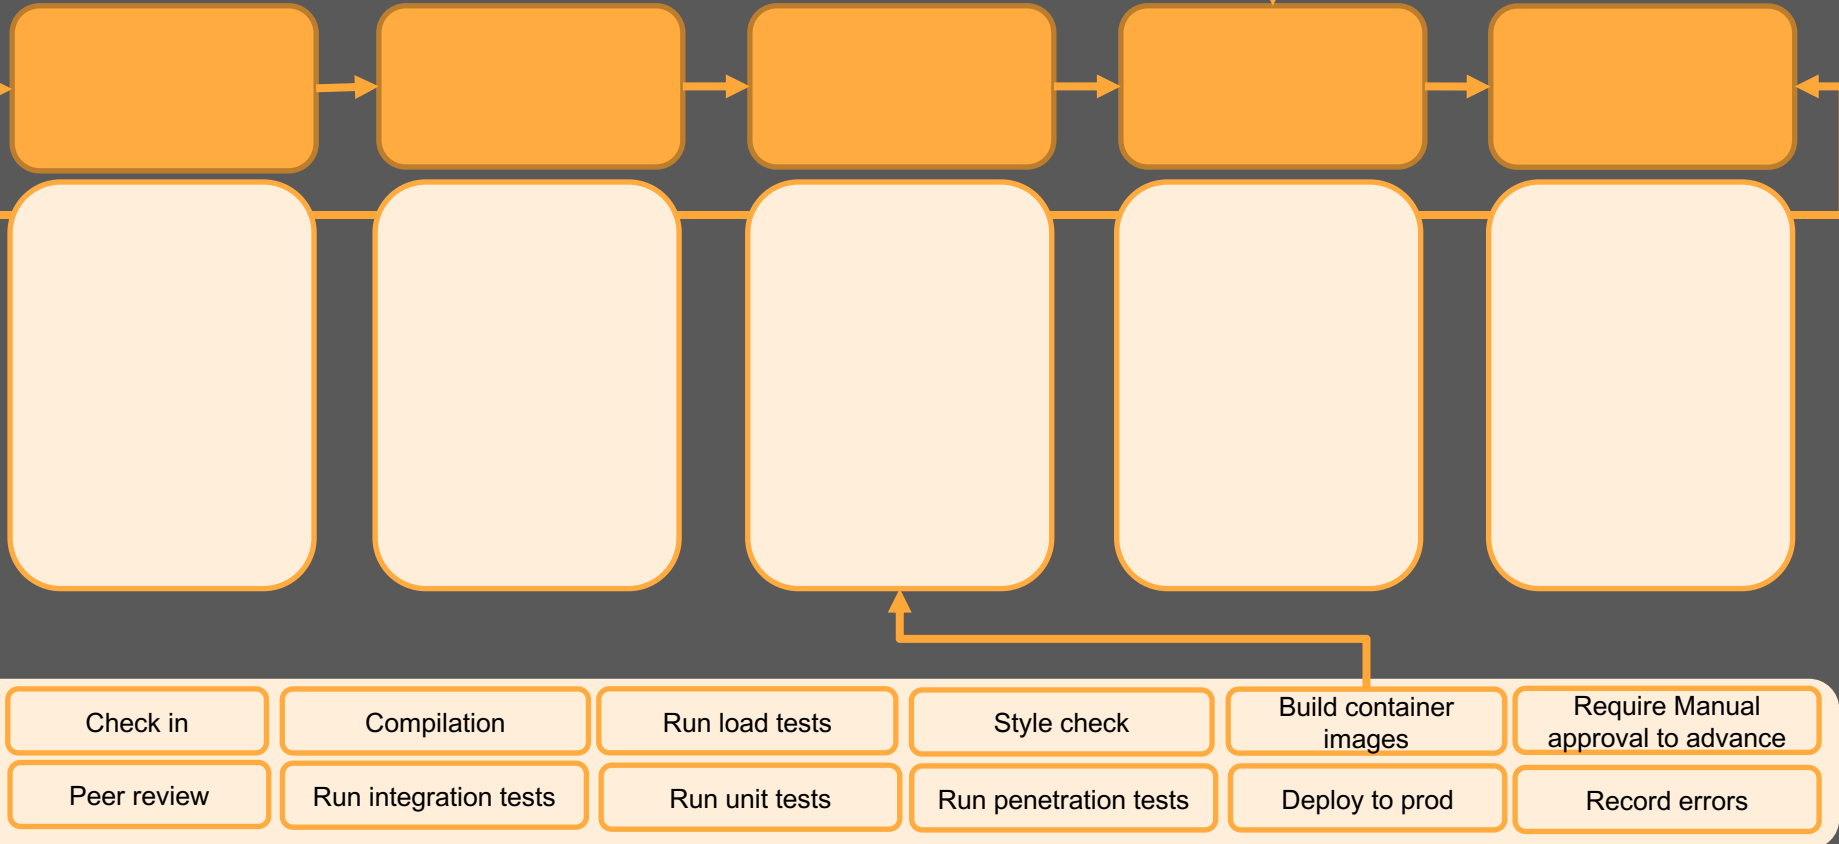 Check in
Compilation
Run load tests
Style check
Build container
images
Require Manual
approval to advance
Peer review
Run integration tests
Run unit tests
Run penetration tests
Deploy to prod
Record errors